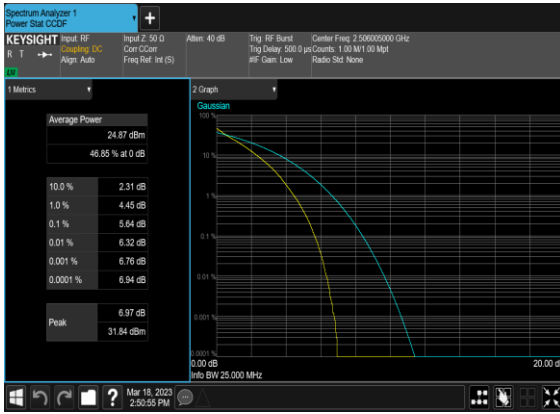 Spectrum Analyzer 1
Power Stat CCDF
+
KEYSIGHT
R T
LXI
Input: RF
Coupling: DC
Align: Auto
Input Z: 50 Ω
Corr CCorr
Freq Ref: Int (S)
Atten: 40 dB
Trig: RF Burst
Trig Delay: 500.0 µs
#IF Gain: Low
Center Freq: 2.506005000 GHz
Counts: 1.00 M/1.00 Mpt
Radio Std: None
1 Metrics
Average Power
24.87 dBm
46.85 % at 0 dB
10.0 % 2.31 dB
1.0 % 4.45 dB
0.1 % 5.64 dB
0.01 % 6.32 dB
0.001 % 6.76 dB
0.0001 % 6.94 dB
Peak
6.97 dB
31.84 dBm
2 Graph
Gaussian
100 %
10 %
1 %
0.1 %
0.01 %
0.001 %
0.0001 %
0.00 dB
20.00 d
Info BW 25.000 MHz
?
Mar 18, 2023
2:50:55 PM